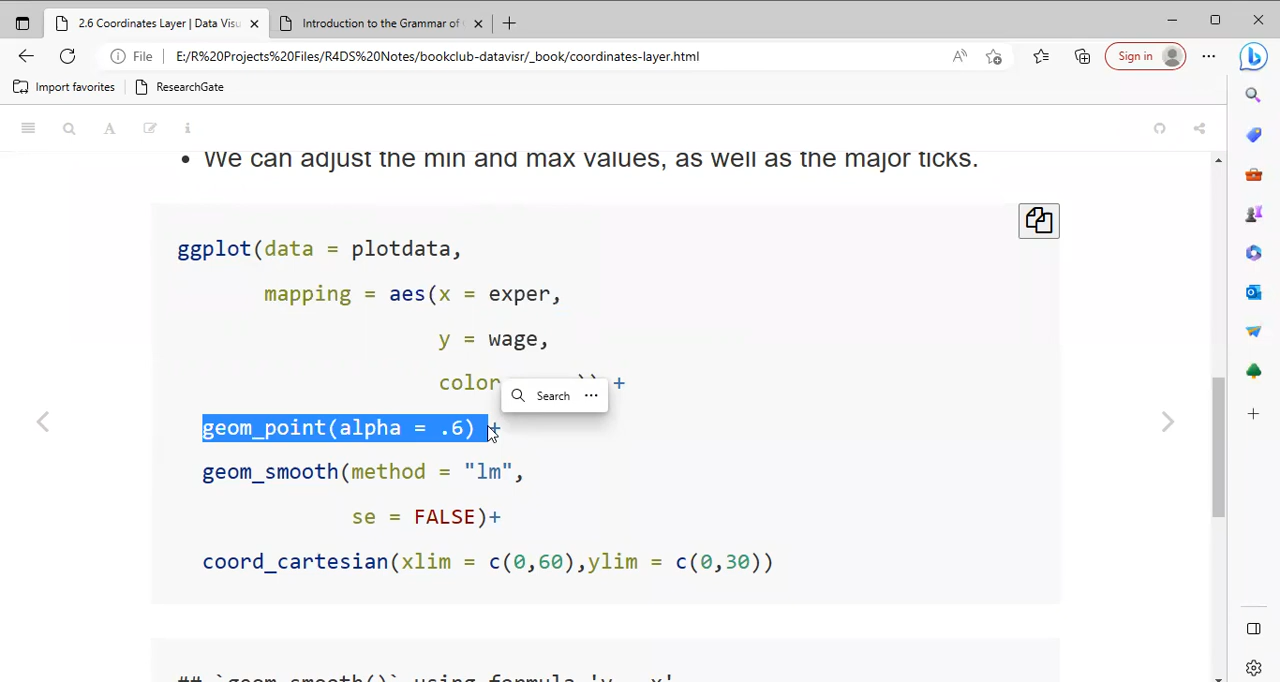 2.6 Coordinates Layer | Data Visu
Introduction to the Grammar of
File
E:/R%20Projects%20Files/R4DS%20Notes/bookclub-datavisr/_book/coordinates-layer.html
Sign in
Import favorites
ResearchGate
• We can adjust the min and max values, as well as the major ticks.
ggplot(data = plotdata,
mapping = aes(x = exper,
y = wage,
color )) +
Search
geom_point(alpha = .6) +
geom_smooth(method = "lm",
se = FALSE)+
coord_cartesian(xlim = c(0,60),ylim = c(0,30))
## `geom_smooth()` using formula 'y ~ x'